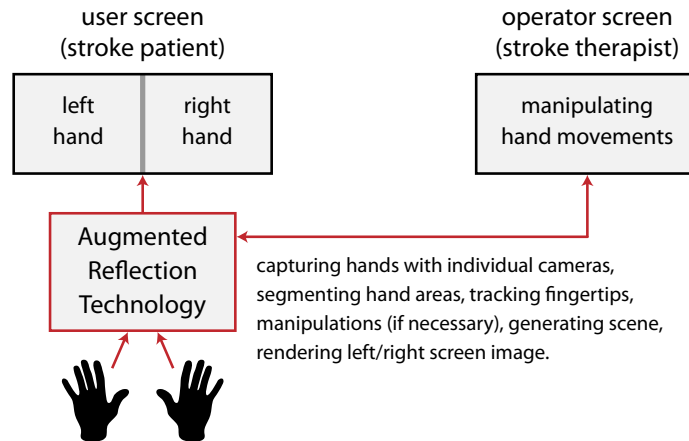 user screen
(stroke patient)
operator screen
(stroke therapist)
left
hand
right
hand
manipulating
hand movements
Augmented
Reflection
Technology
capturing hands with individual cameras,
segmenting hand areas, tracking fingertips,
manipulations (if necessary), generating scene,
rendering left/right screen image.